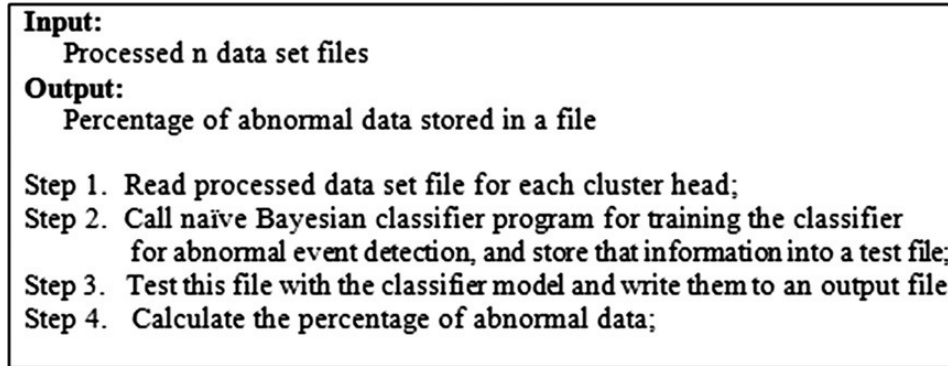 Input:
Processed n data set files
Output:
Percentage of abnormal data stored in a file
Step 1. Read processed data set file for each cluster head;
Step 2. Call naïve Bayesian classifier program for training the classifier
for abnormal event detection, and store that information into a test file;
Step 3. Test this file with the classifier model and write them to an output file
Step 4. Calculate the percentage of abnormal data;